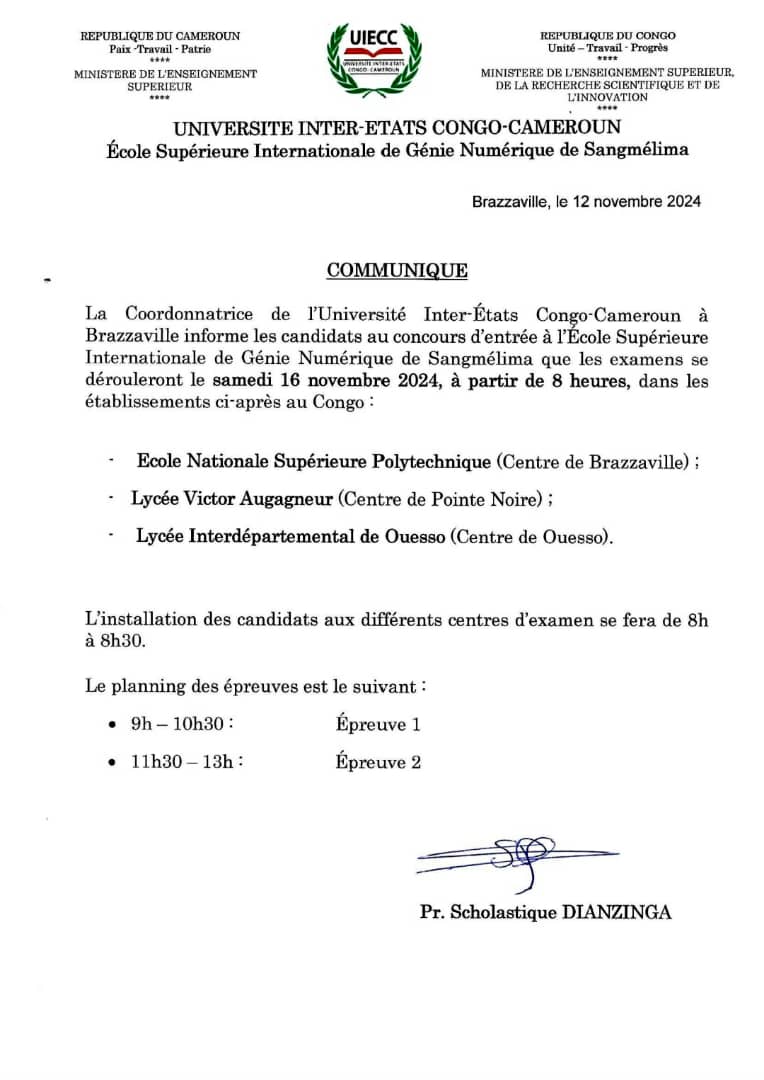 REPUBLIQUE DU CAMEROUN
Paix -Travail - Patrie
****
MINISTERE DE L'ENSEIGNEMENT
SUPERIEUR
****
UIECC
UNIVERSITE INTER-ETATS
CONGO-CAMEROUN
REPUBLIQUE DU CONGO
Unité – Travail - Progrès
****
MINISTERE DE L'ENSEIGNEMENT SUPERIEUR,
DE LA RECHERCHE SCIENTIFIQUE ET DE
L'INNOVATION
****
UNIVERSITE INTER-ETATS CONGO-CAMEROUN
École Supérieure Internationale de Génie Numérique de Sangmélima
Brazzaville, le 12 novembre 2024
COMMUNIQUE
La Coordonnatrice de l'Université Inter-États Congo-Cameroun à
Brazzaville informe les candidats au concours d'entrée à l'École Supérieure
Internationale de Génie Numérique de Sangmélima que les examens se
dérouleront le samedi 16 novembre 2024, à partir de 8 heures, dans les
établissements ci-après au Congo :
- Ecole Nationale Supérieure Polytechnique (Centre de Brazzaville) ;
- Lycée Victor Augagneur (Centre de Pointe Noire) ;
- Lycée Interdépartemental de Ouesso (Centre de Ouesso).
L'installation des candidats aux différents centres d'examen se fera de 8h
à 8h30.
Le planning des épreuves est le suivant :
• 9h – 10h30 : Épreuve 1
• 11h30 – 13h : Épreuve 2
Pr. Scholastique DIANZINGA